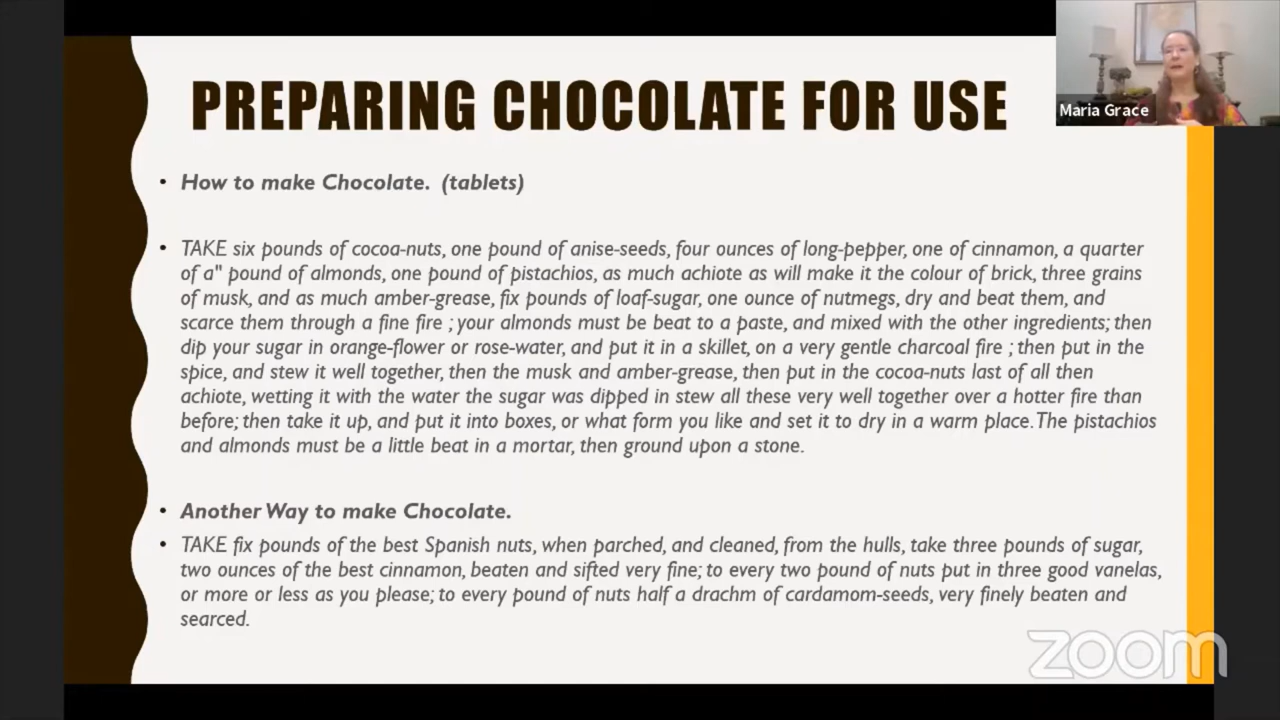 PREPARING CHOCOLATE FOR USE
Maria Grace
• How to make Chocolate. (tablets)
• TAKE six pounds of cocoa-nuts, one pound of anise-seeds, four ounces of long-pepper, one of cinnamon, a quarter
of a" pound of almonds, one pound of pistachios, as much achiote as will make it the colour of brick, three grains
of musk, and as much amber-grease, fix pounds of loaf-sugar, one ounce of nutmegs, dry and beat them, and
scarce them through a fine fire ; your almonds must be beat to a paste, and mixed with the other ingredients; then
dip your sugar in orange-flower or rose-water, and put it in a skillet, on a very gentle charcoal fire ; then put in the
spice, and stew it well together, then the musk and amber-grease, then put in the cocoa-nuts last of all then
achiote, wetting it with the water the sugar was dipped in stew all these very well together over a hotter fire than
before; then take it up, and put it into boxes, or what form you like and set it to dry in a warm place. The pistachios
and almonds must be a little beat in a mortar, then ground upon a stone.
• Another Way to make Chocolate.
• TAKE fix pounds of the best Spanish nuts, when parched, and cleaned, from the hulls, take three pounds of sugar,
two ounces of the best cinnamon, beaten and sifted very fine; to every two pound of nuts put in three good vanelas,
or more or less as you please; to every pound of nuts half a drachm of cardamom-seeds, very finely beaten and
searced.
zoom